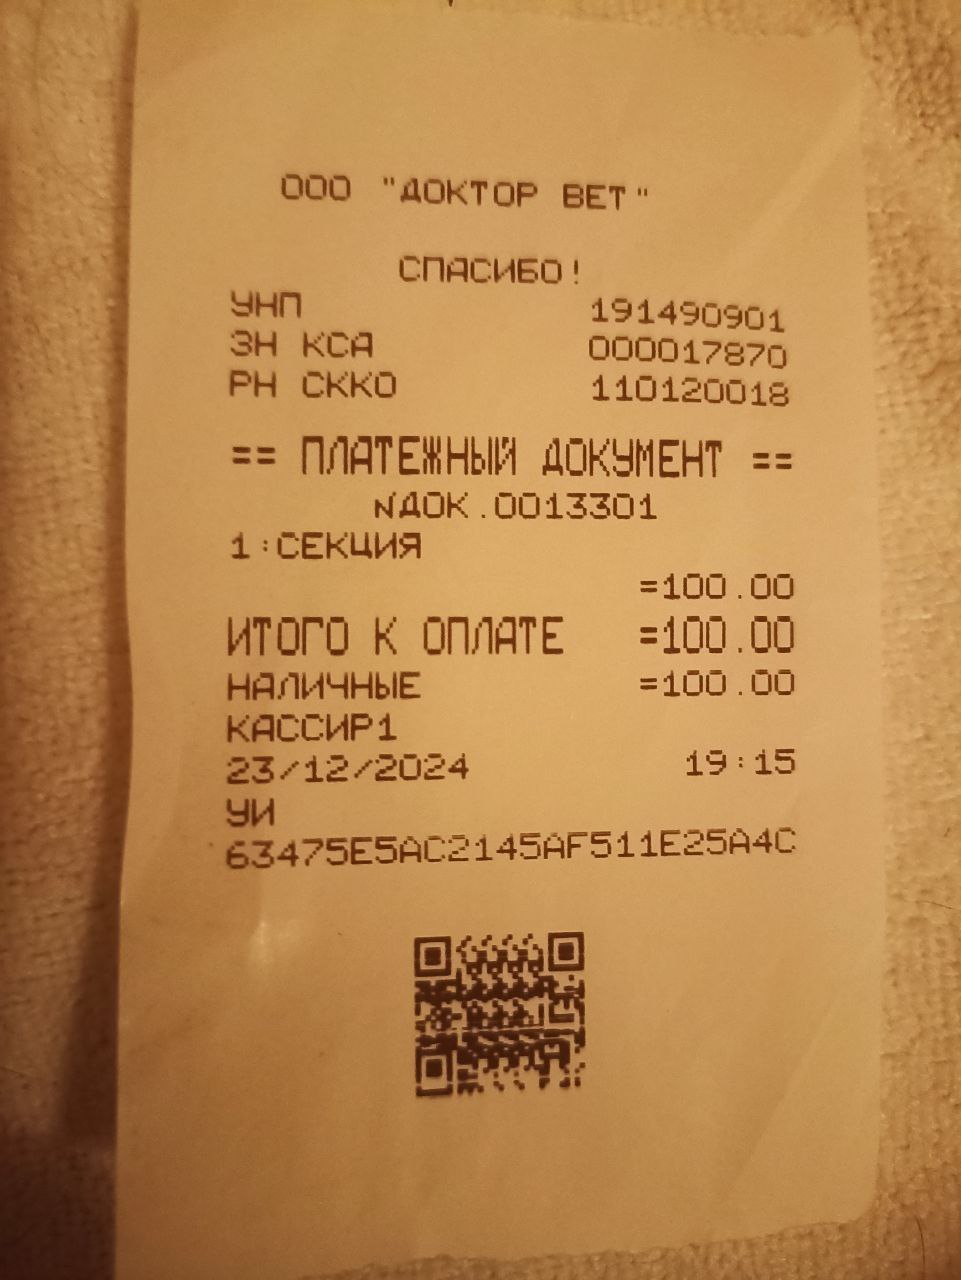 ООО "ДОКТОР ВЕТ"
СПАСИБО!
УНП 191490901
ЗН КСА 000017870
РН СККО 110120018
== ПЛАТЕЖНЫЙ ДОКУМЕНТ ==
NДОК.0013301
1:СЕКЦИЯ
=100.00
ИТОГО К ОПЛАТЕ =100.00
НАЛИЧНЫЕ =100.00
КАССИР1
23/12/2024 19:15
УИ
63475E5AC2145AF511E25A4C